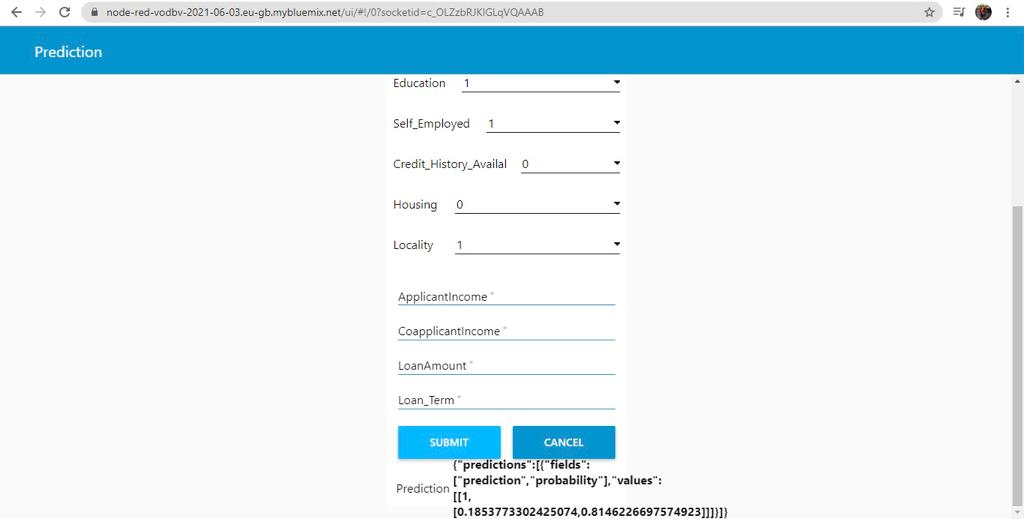 node-red-vodbv-2021-06-03.eu-gb.mybluemix.net/ui/#!/0?socketid=c_OLZzbRJKIGLqVQAAAB
Prediction
Education 1
Self_Employed 1
Credit_History_Availal 0
Housing 0
Locality 1
ApplicantIncome *
CoapplicantIncome *
LoanAmount *
Loan_Term *
SUBMIT CANCEL
{"predictions":[{"fields":
["prediction","probability"],"values":
Prediction [[1,
[0.1853773302425074,0.8146226697574923]]]}]}